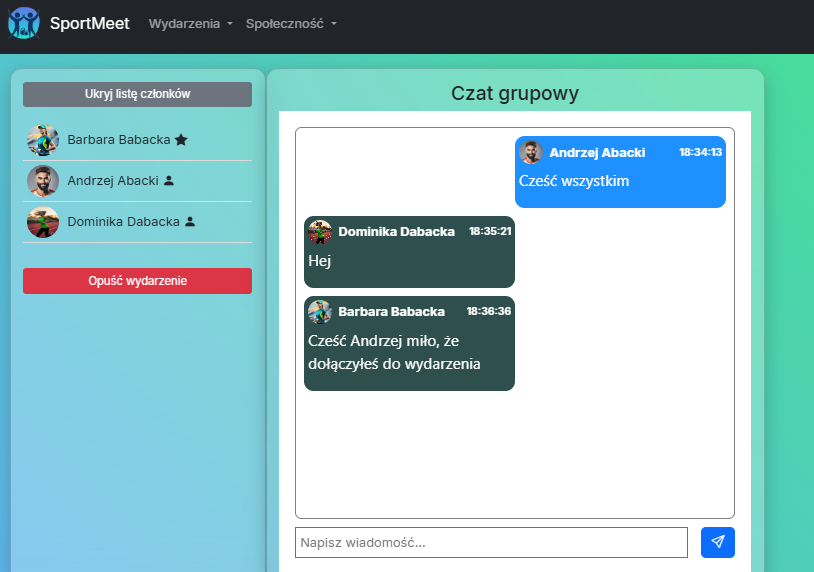 SportMeet Wydarzenia Społeczność
Ukryj listę członków
Barbara Babacka
Andrzej Abacki
Dominika Dabacka
Opuść wydarzenie
Czat grupowy
Andrzej Abacki 18:34:13
Cześć wszystkim
Dominika Dabacka 18:35:21
Hej
Barbara Babacka 18:36:36
Cześć Andrzej miło, że
dołączyłeś do wydarzenia
Napisz wiadomość...